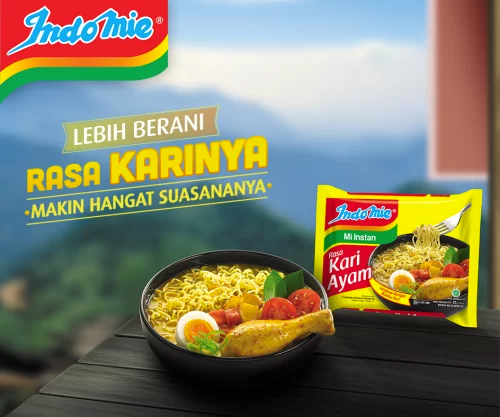 Indomie®
LEBIH BERANI
RASA KARINYA
•MAKIN HANGAT SUASANANYA•
Indomie®
Mi Instan
Rasa
Kari
Ayam